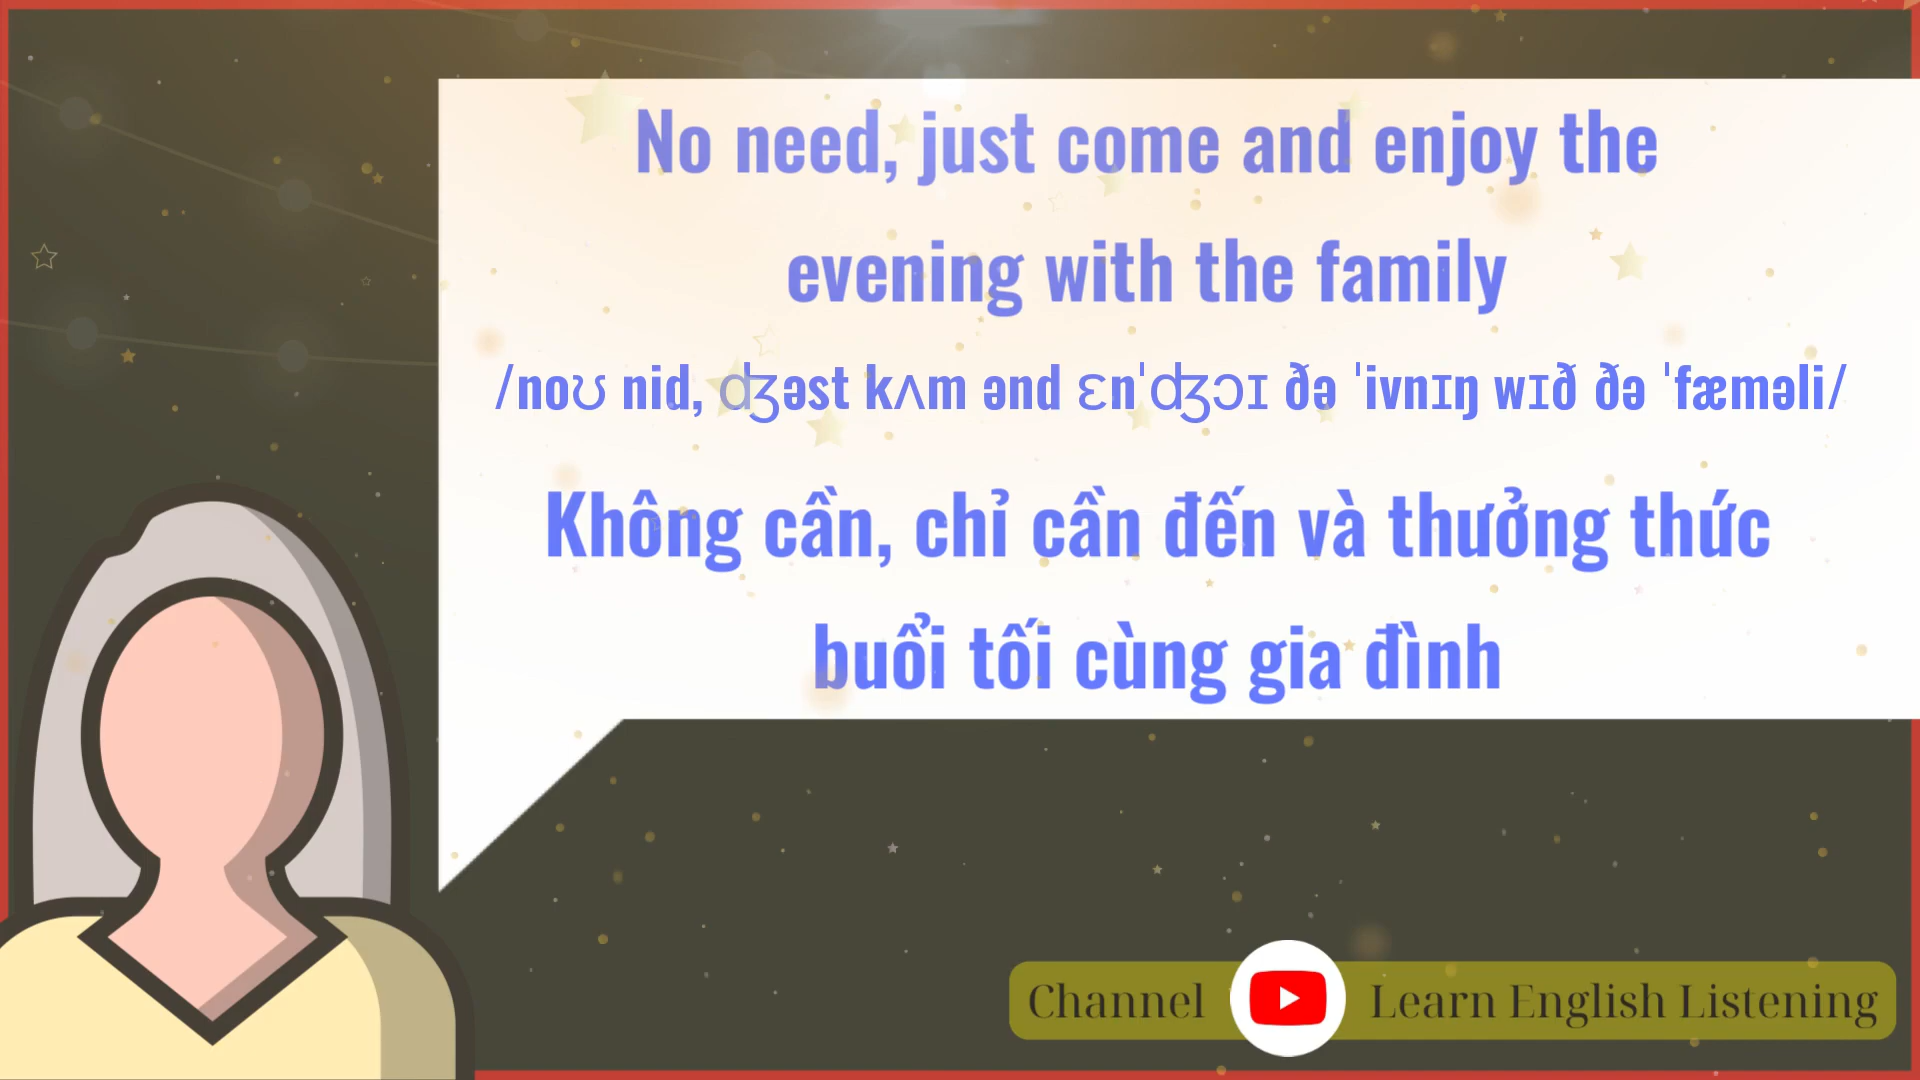 No need, just come and enjoy the
evening with the family
/noʊ nid, ʤəst kʌm ənd ɛnˈʤɔɪ ðə ˈivnɪŋ wɪð ðə ˈfæməli/
Không cần, chỉ cần đến và thưởng thức
buổi tối cùng gia đình
Channel Learn English Listening